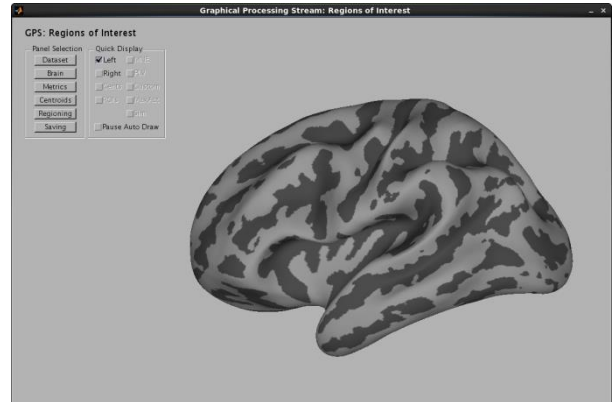 Graphical Processing Stream: Regions of Interest
GPS: Regions of Interest
Panel Selection
Quick Display
Dataset
Brain
Metrics
Centroids
Regioning
Saving
Left
Right
Pause Auto Draw